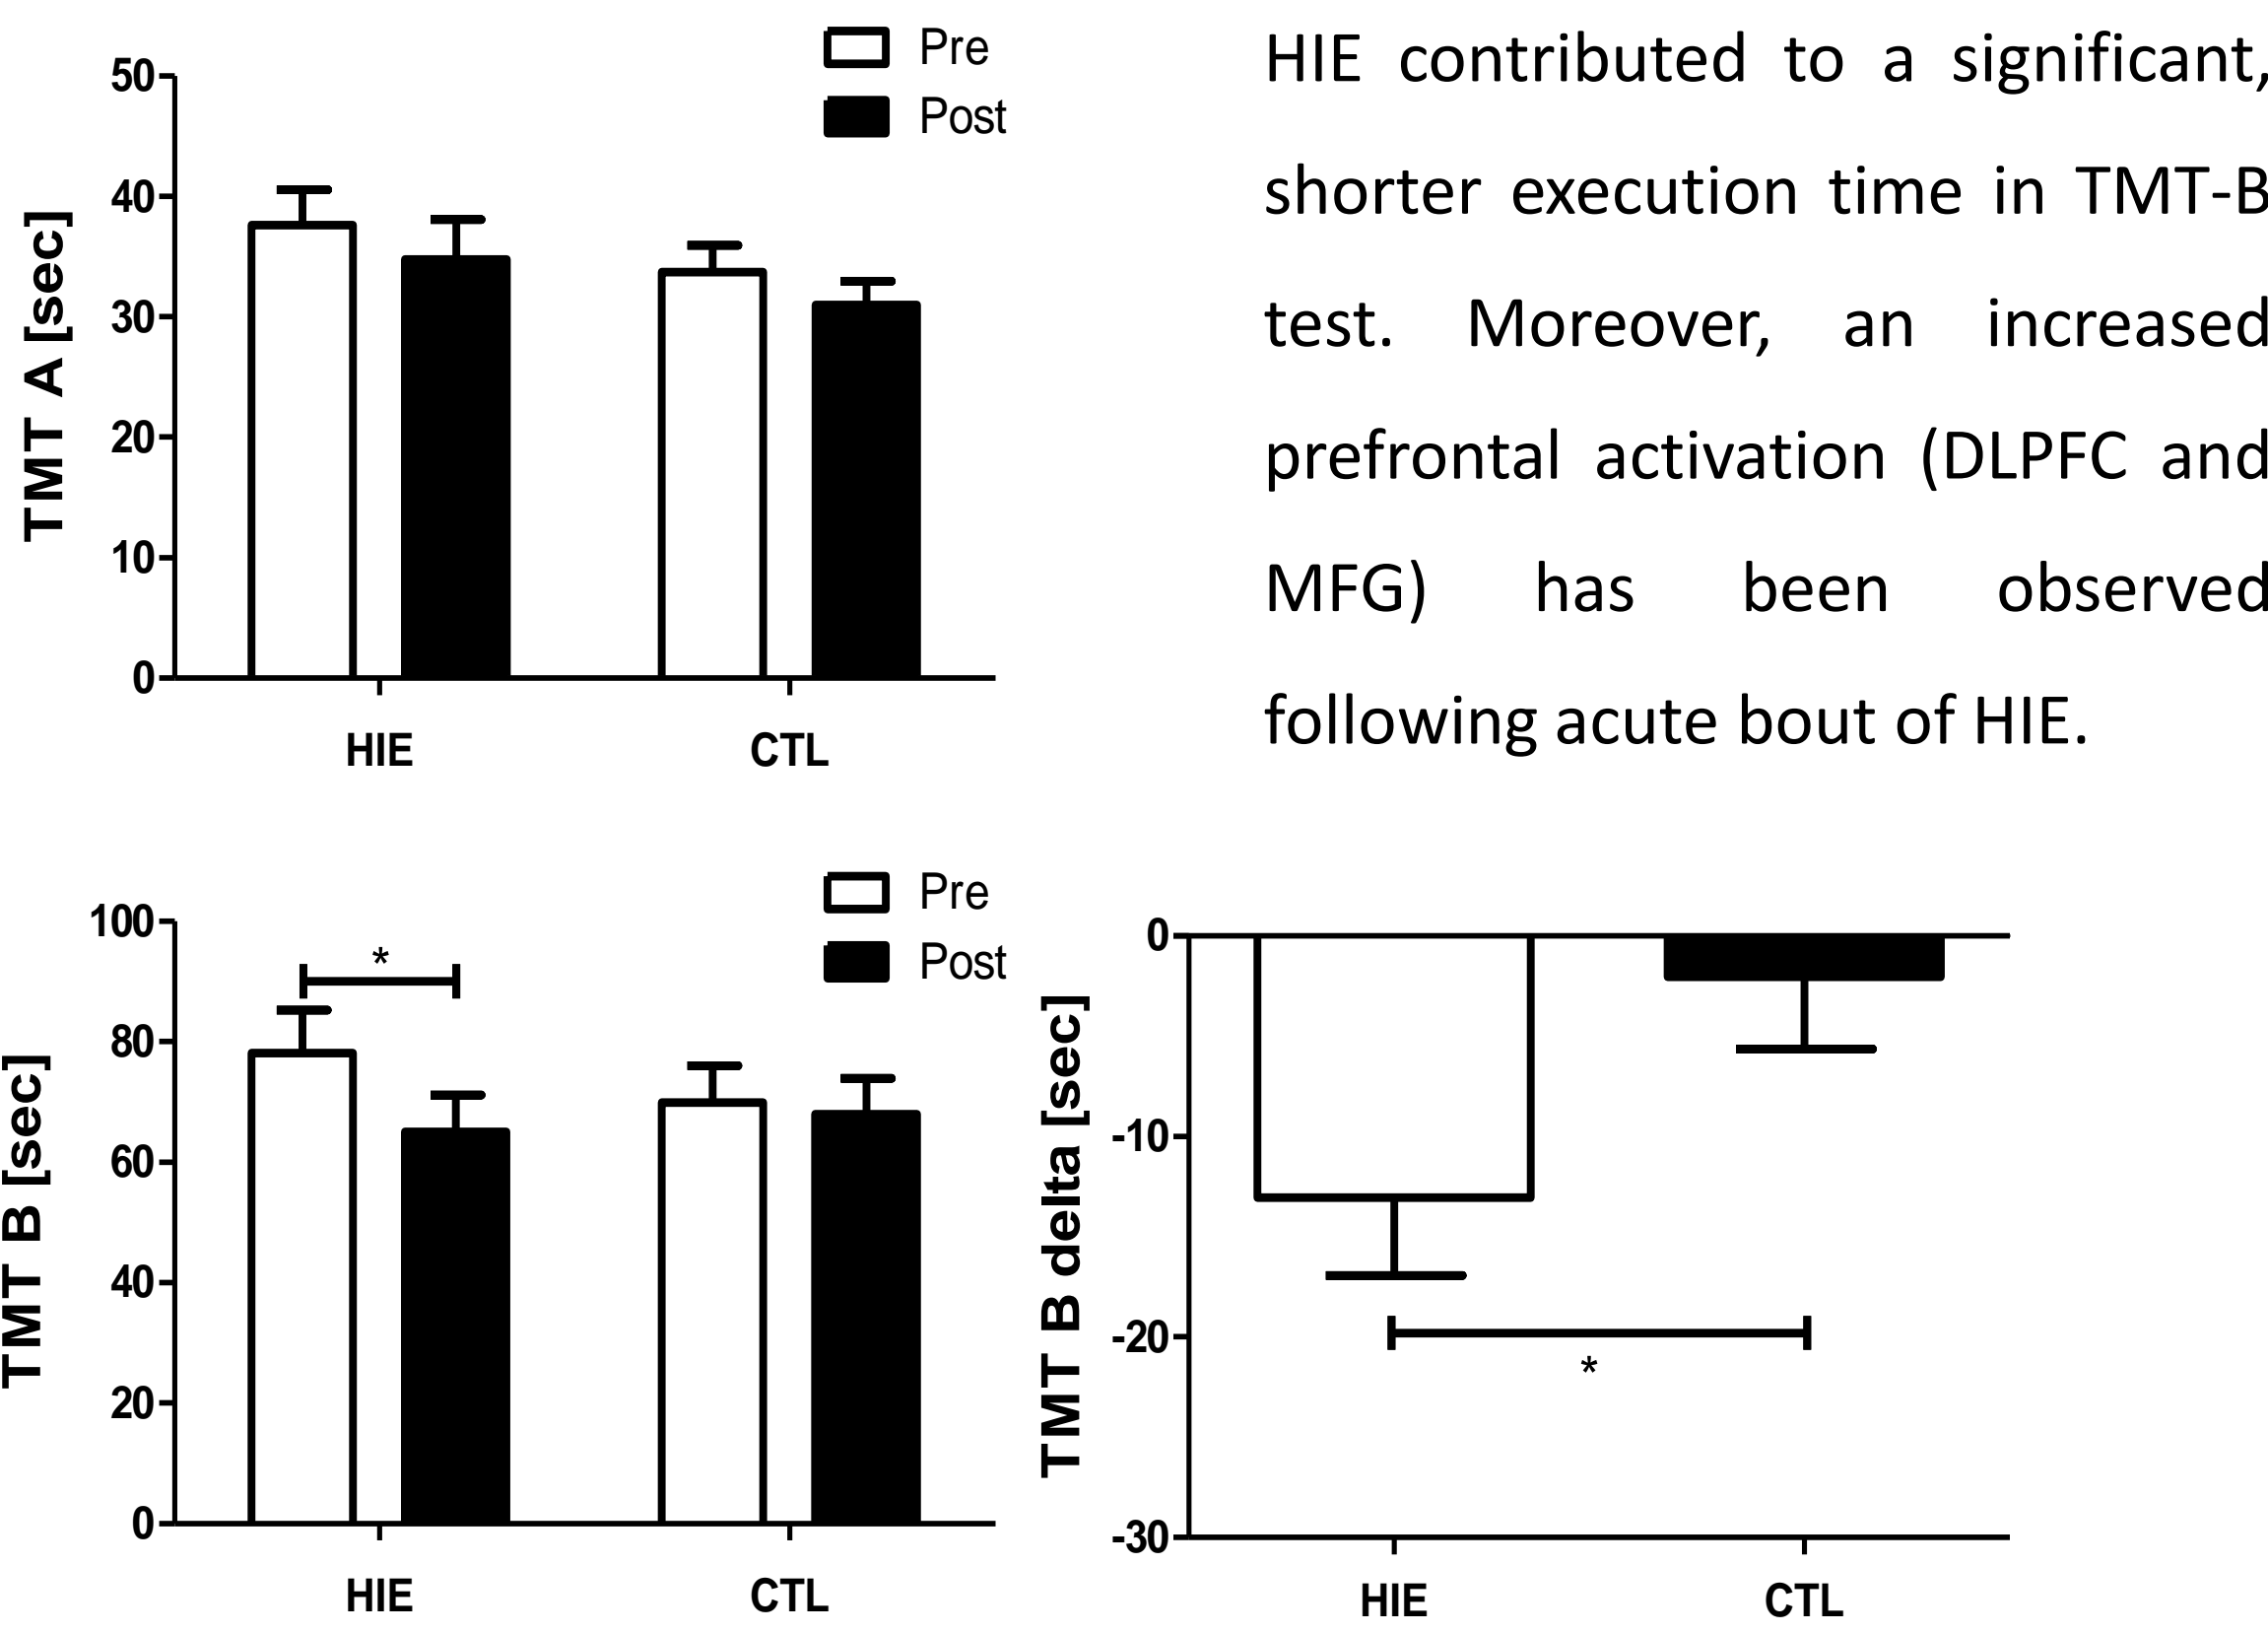 Pre
Post
50
40
30
20
10
0
TMT A [sec]
HIE CTL
HIE contributed to a significant,
shorter execution time in TMT-B
test. Moreover, an increased
prefrontal activation (DLPFC and
MFG) has been observed
following acute bout of HIE.
Pre
Post
100
80
60
40
20
0
TMT B [sec]
*
HIE CTL
0
-10
-20
-30
TMT B delta [sec]
*
HIE CTL